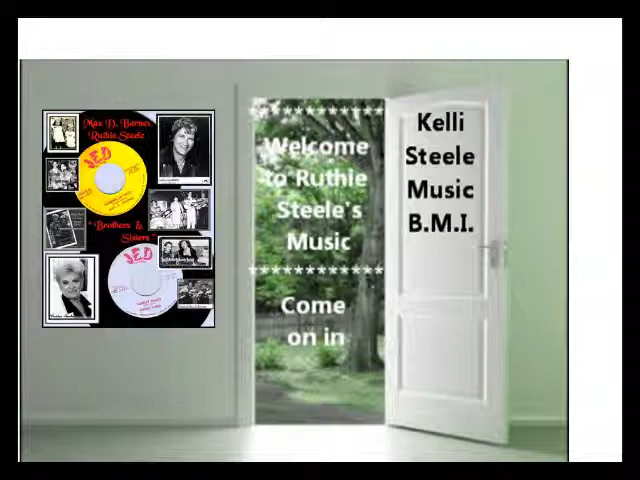 Max D. Barnes
Ruthie Steele
JED
" Brothers &
Sisters "
JED
********** 
Welcome
to Ruthie
Steele's
Music
**********
Come
on in
Kelli
Steele
Music
B.M.I.